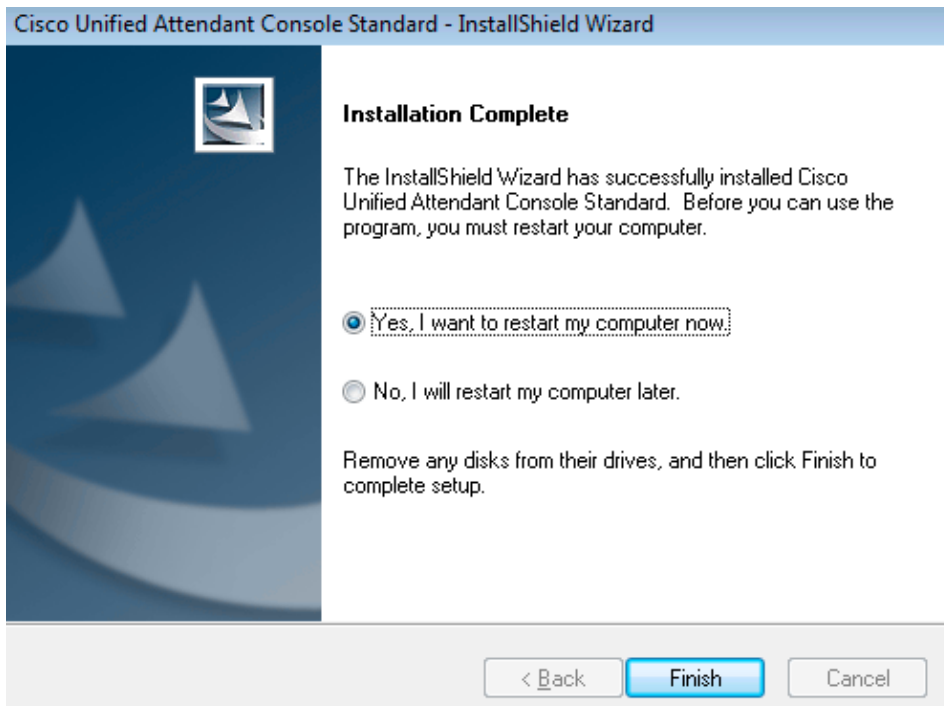 Cisco Unified Attendant Console Standard - InstallShield Wizard
Installation Complete
The InstallShield Wizard has successfully installed Cisco
Unified Attendant Console Standard. Before you can use the
program, you must restart your computer.
Yes, I want to restart my computer now.
No, I will restart my computer later.
Remove any disks from their drives, and then click Finish to
complete setup.
< Back Finish Cancel